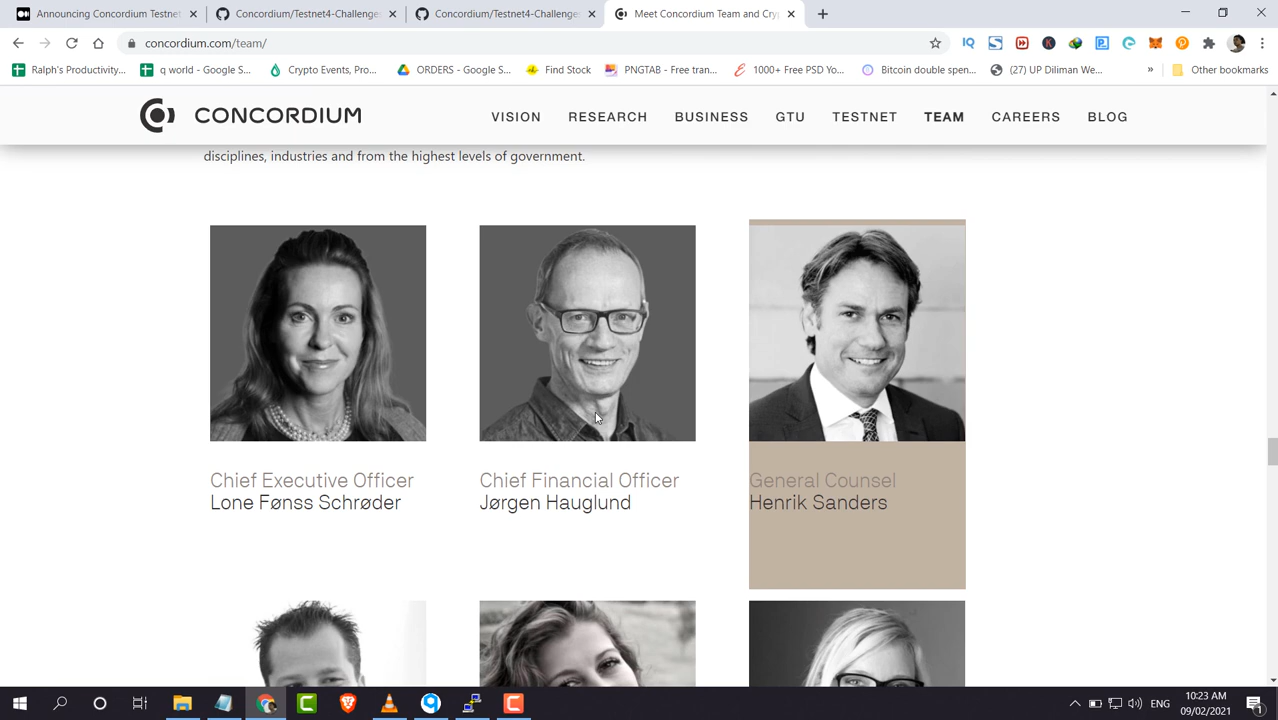 Announcing Concordium Testnet
Concordium/Testnet4-Challenge
Concordium/Testnet4-Challenge
Meet Concordium Team and Cry
concordium.com/team/
Ralph's Productivity...
q world - Google S...
Crypto Events, Pro...
ORDERS - Google S...
Find Stock
PNGTAB - Free tran...
1000+ Free PSD Yo...
Bitcoin double spen...
(27) UP Diliman We...
»
Other bookmarks
CONCORDIUM
VISION
RESEARCH
BUSINESS
GTU
TESTNET
TEAM
CAREERS
BLOG
disciplines, industries and from the highest levels of government.
Chief Executive Officer
Lone Fønss Schrøder
Chief Financial Officer
Jørgen Hauglund
General Counsel
Henrik Sanders
ENG
10:23 AM
09/02/2021
1